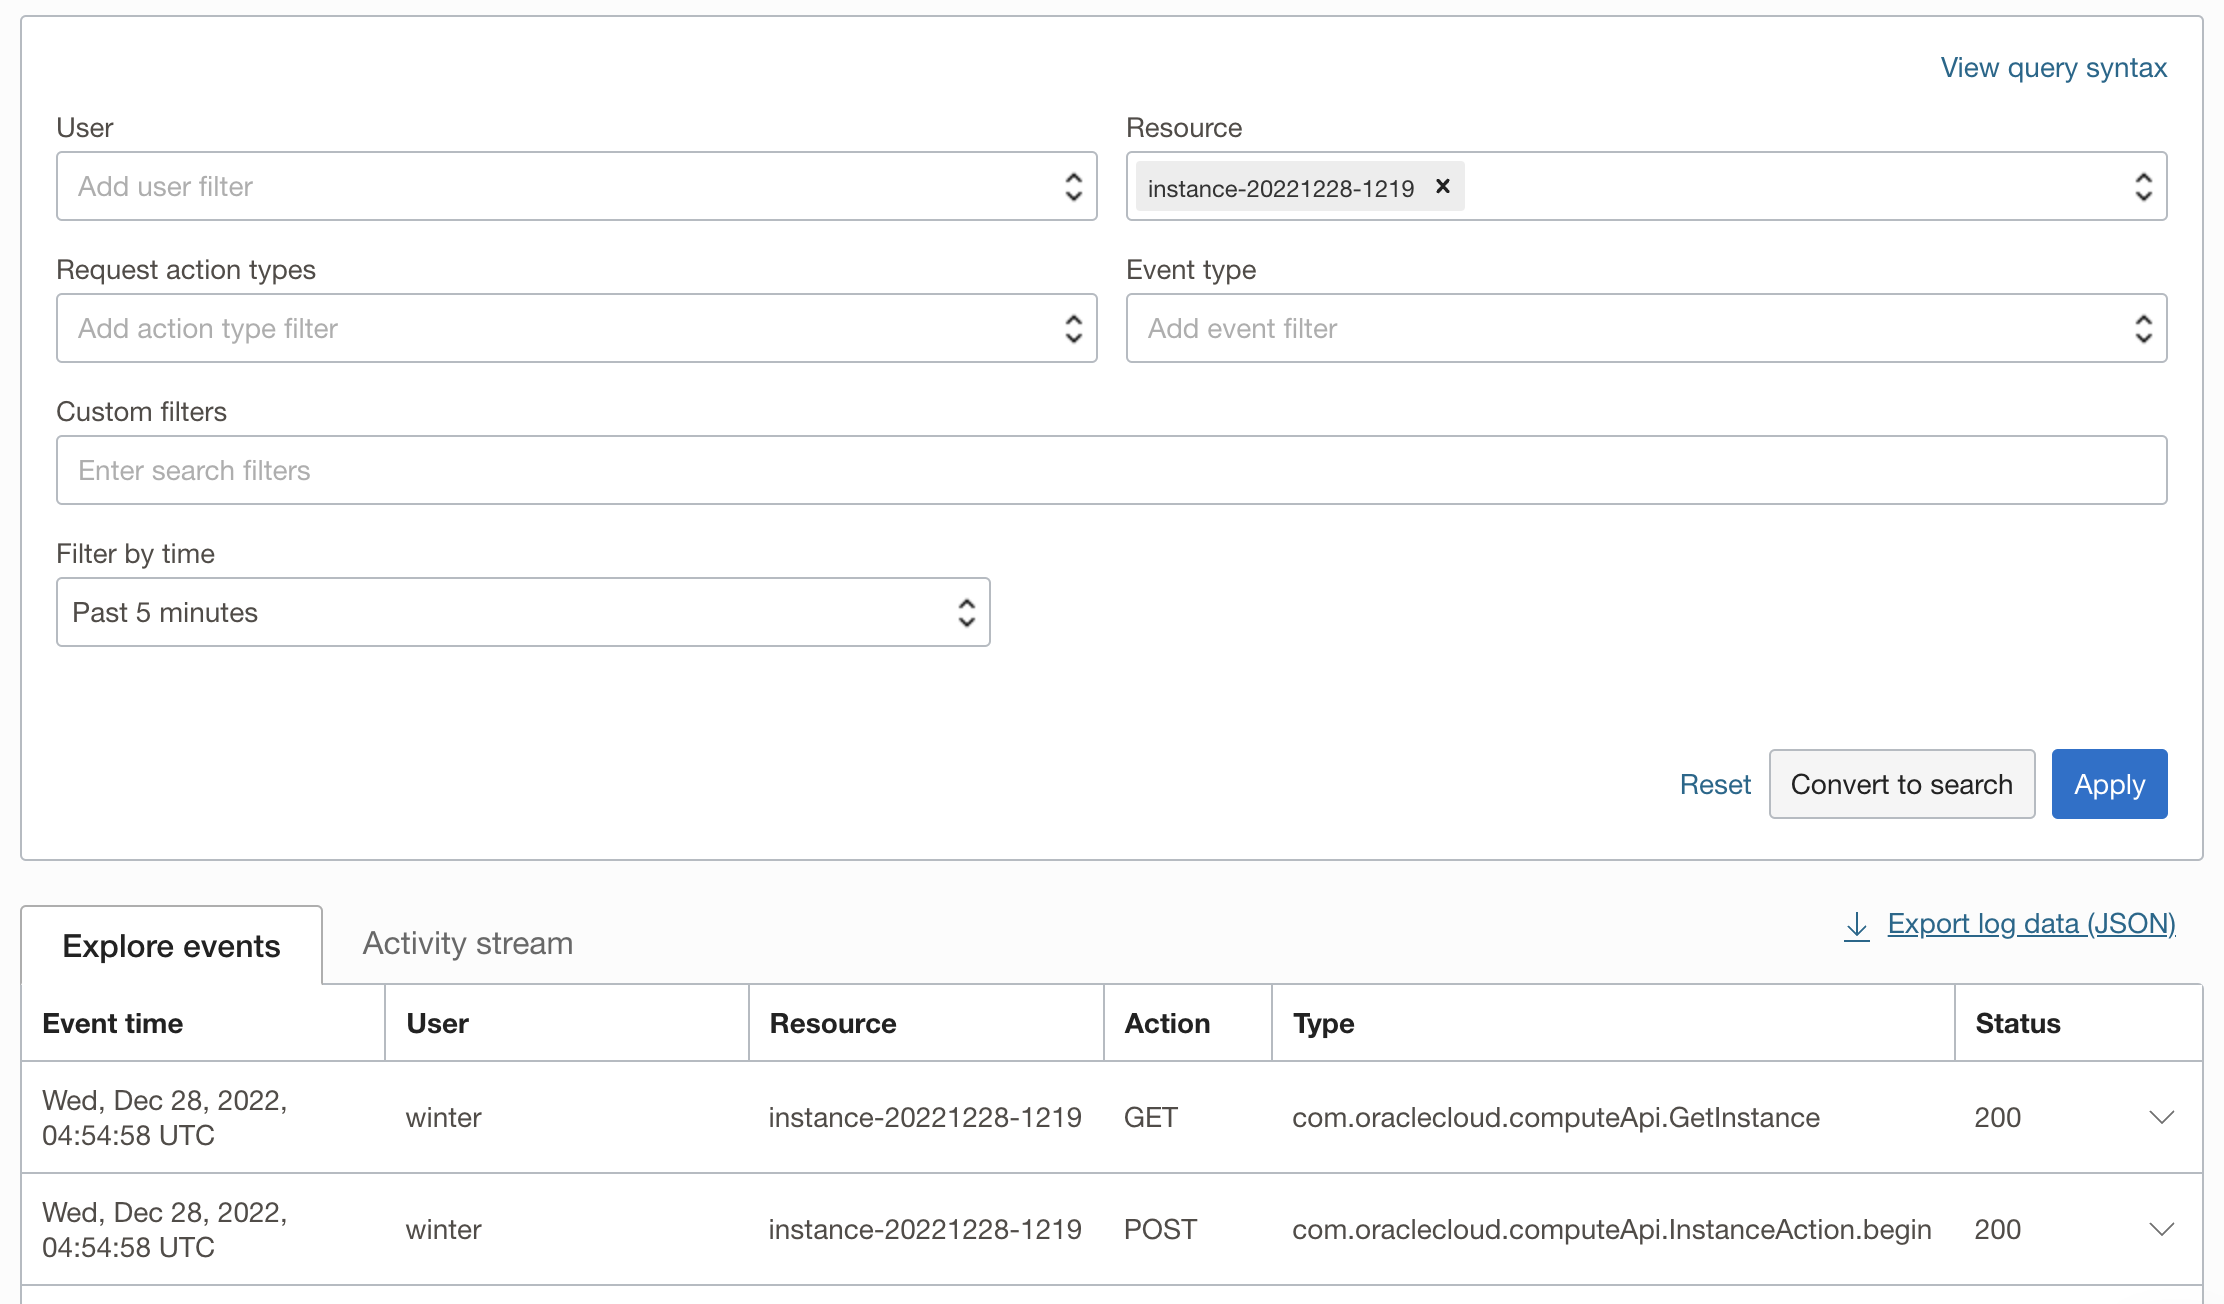 View query syntax
User
Resource
Add user filter
instance-20221228-1219 ×
Request action types
Event type
Add action type filter
Add event filter
Custom filters
Enter search filters
Filter by time
Past 5 minutes
Reset
Convert to search
Apply
Explore events
Activity stream
Export log data (JSON)
Event time User Resource Action Type Status
Wed, Dec 28, 2022,
04:54:58 UTC
winter instance-20221228-1219 GET com.oraclecloud.computeApi.GetInstance 200
Wed, Dec 28, 2022,
04:54:58 UTC
winter instance-20221228-1219 POST com.oraclecloud.computeApi.InstanceAction.begin 200